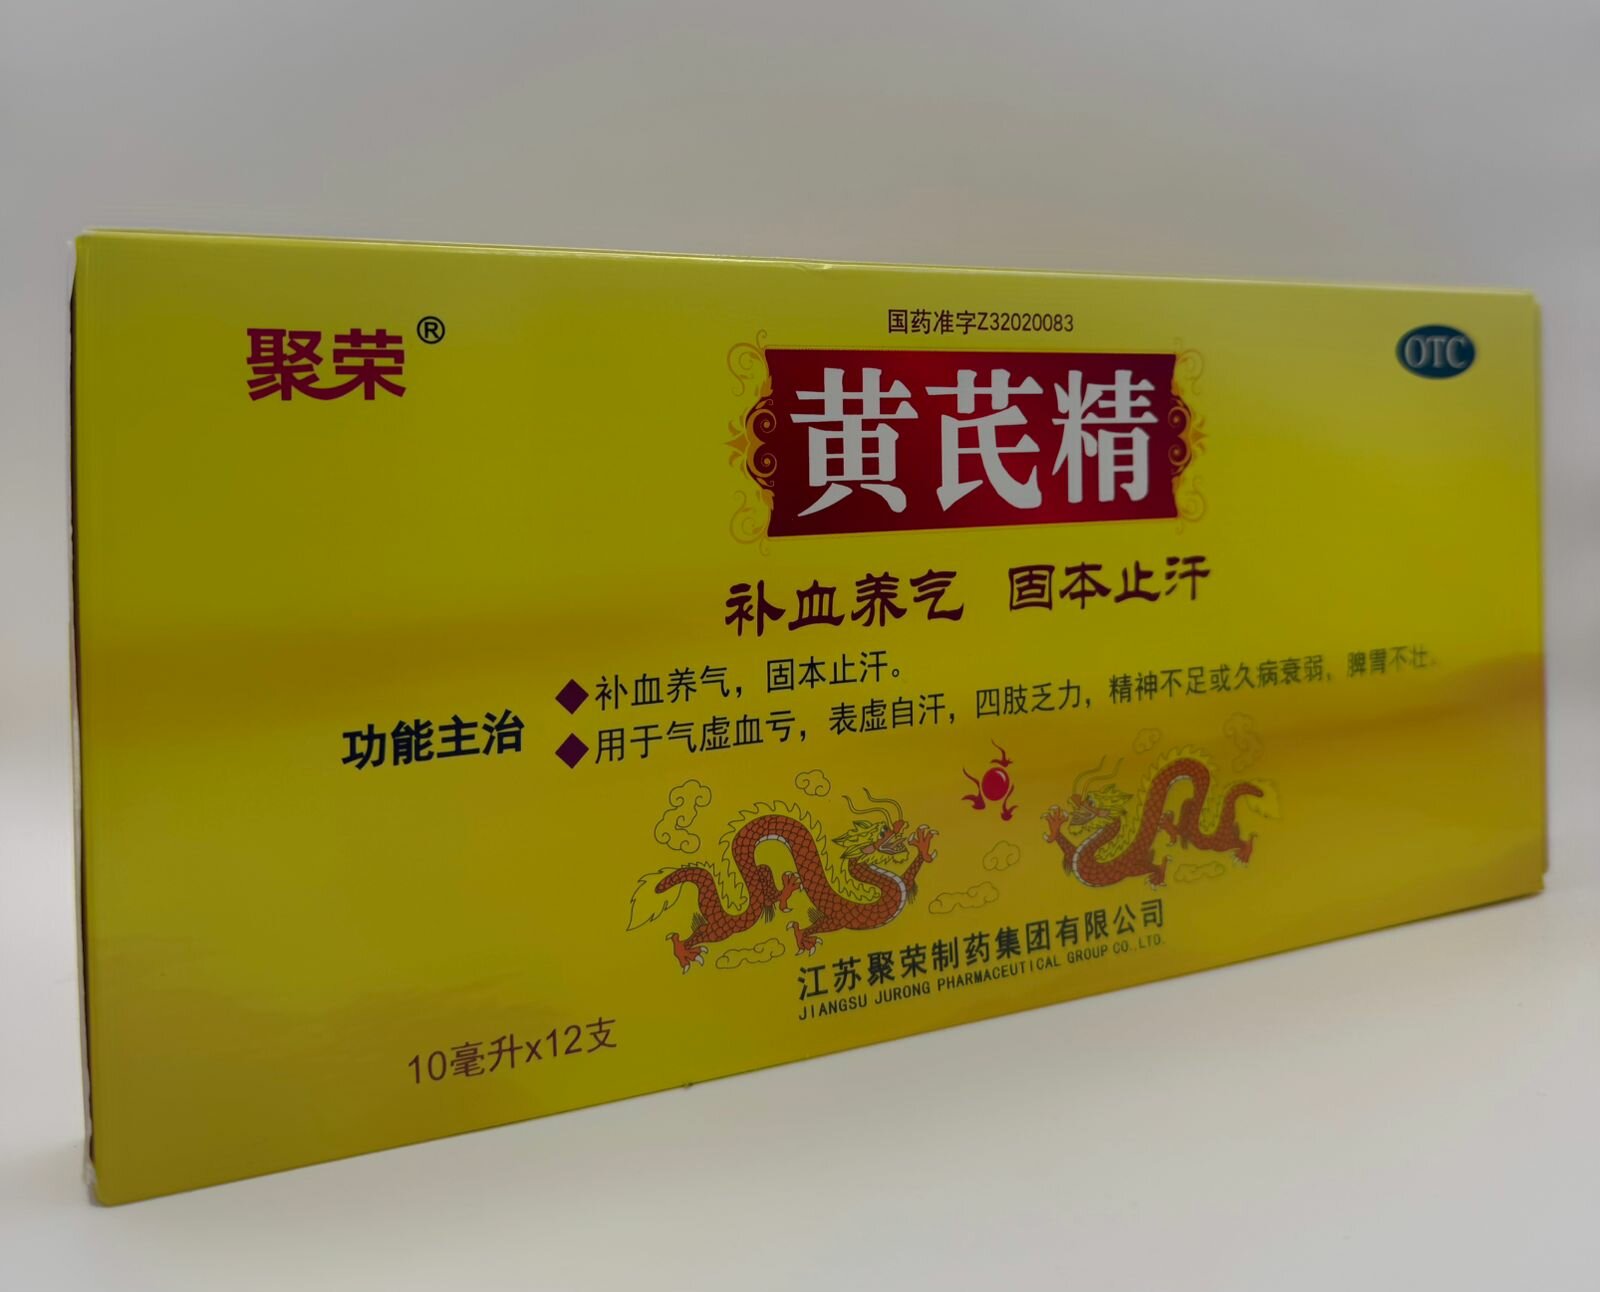 聚荣®
国药准字Z32020083
OTC
黄芪精
补血养气 固本止汗
功能主治
◆补血养气，固本止汗。
◆用于气虚血亏，表虚自汗，四肢乏力，精神不足或久病衰弱，脾胃不壮。
江苏聚荣制药集团有限公司
JIANGSU JURONG PHARMACEUTICAL GROUP CO.,LTD.
10毫升x12支